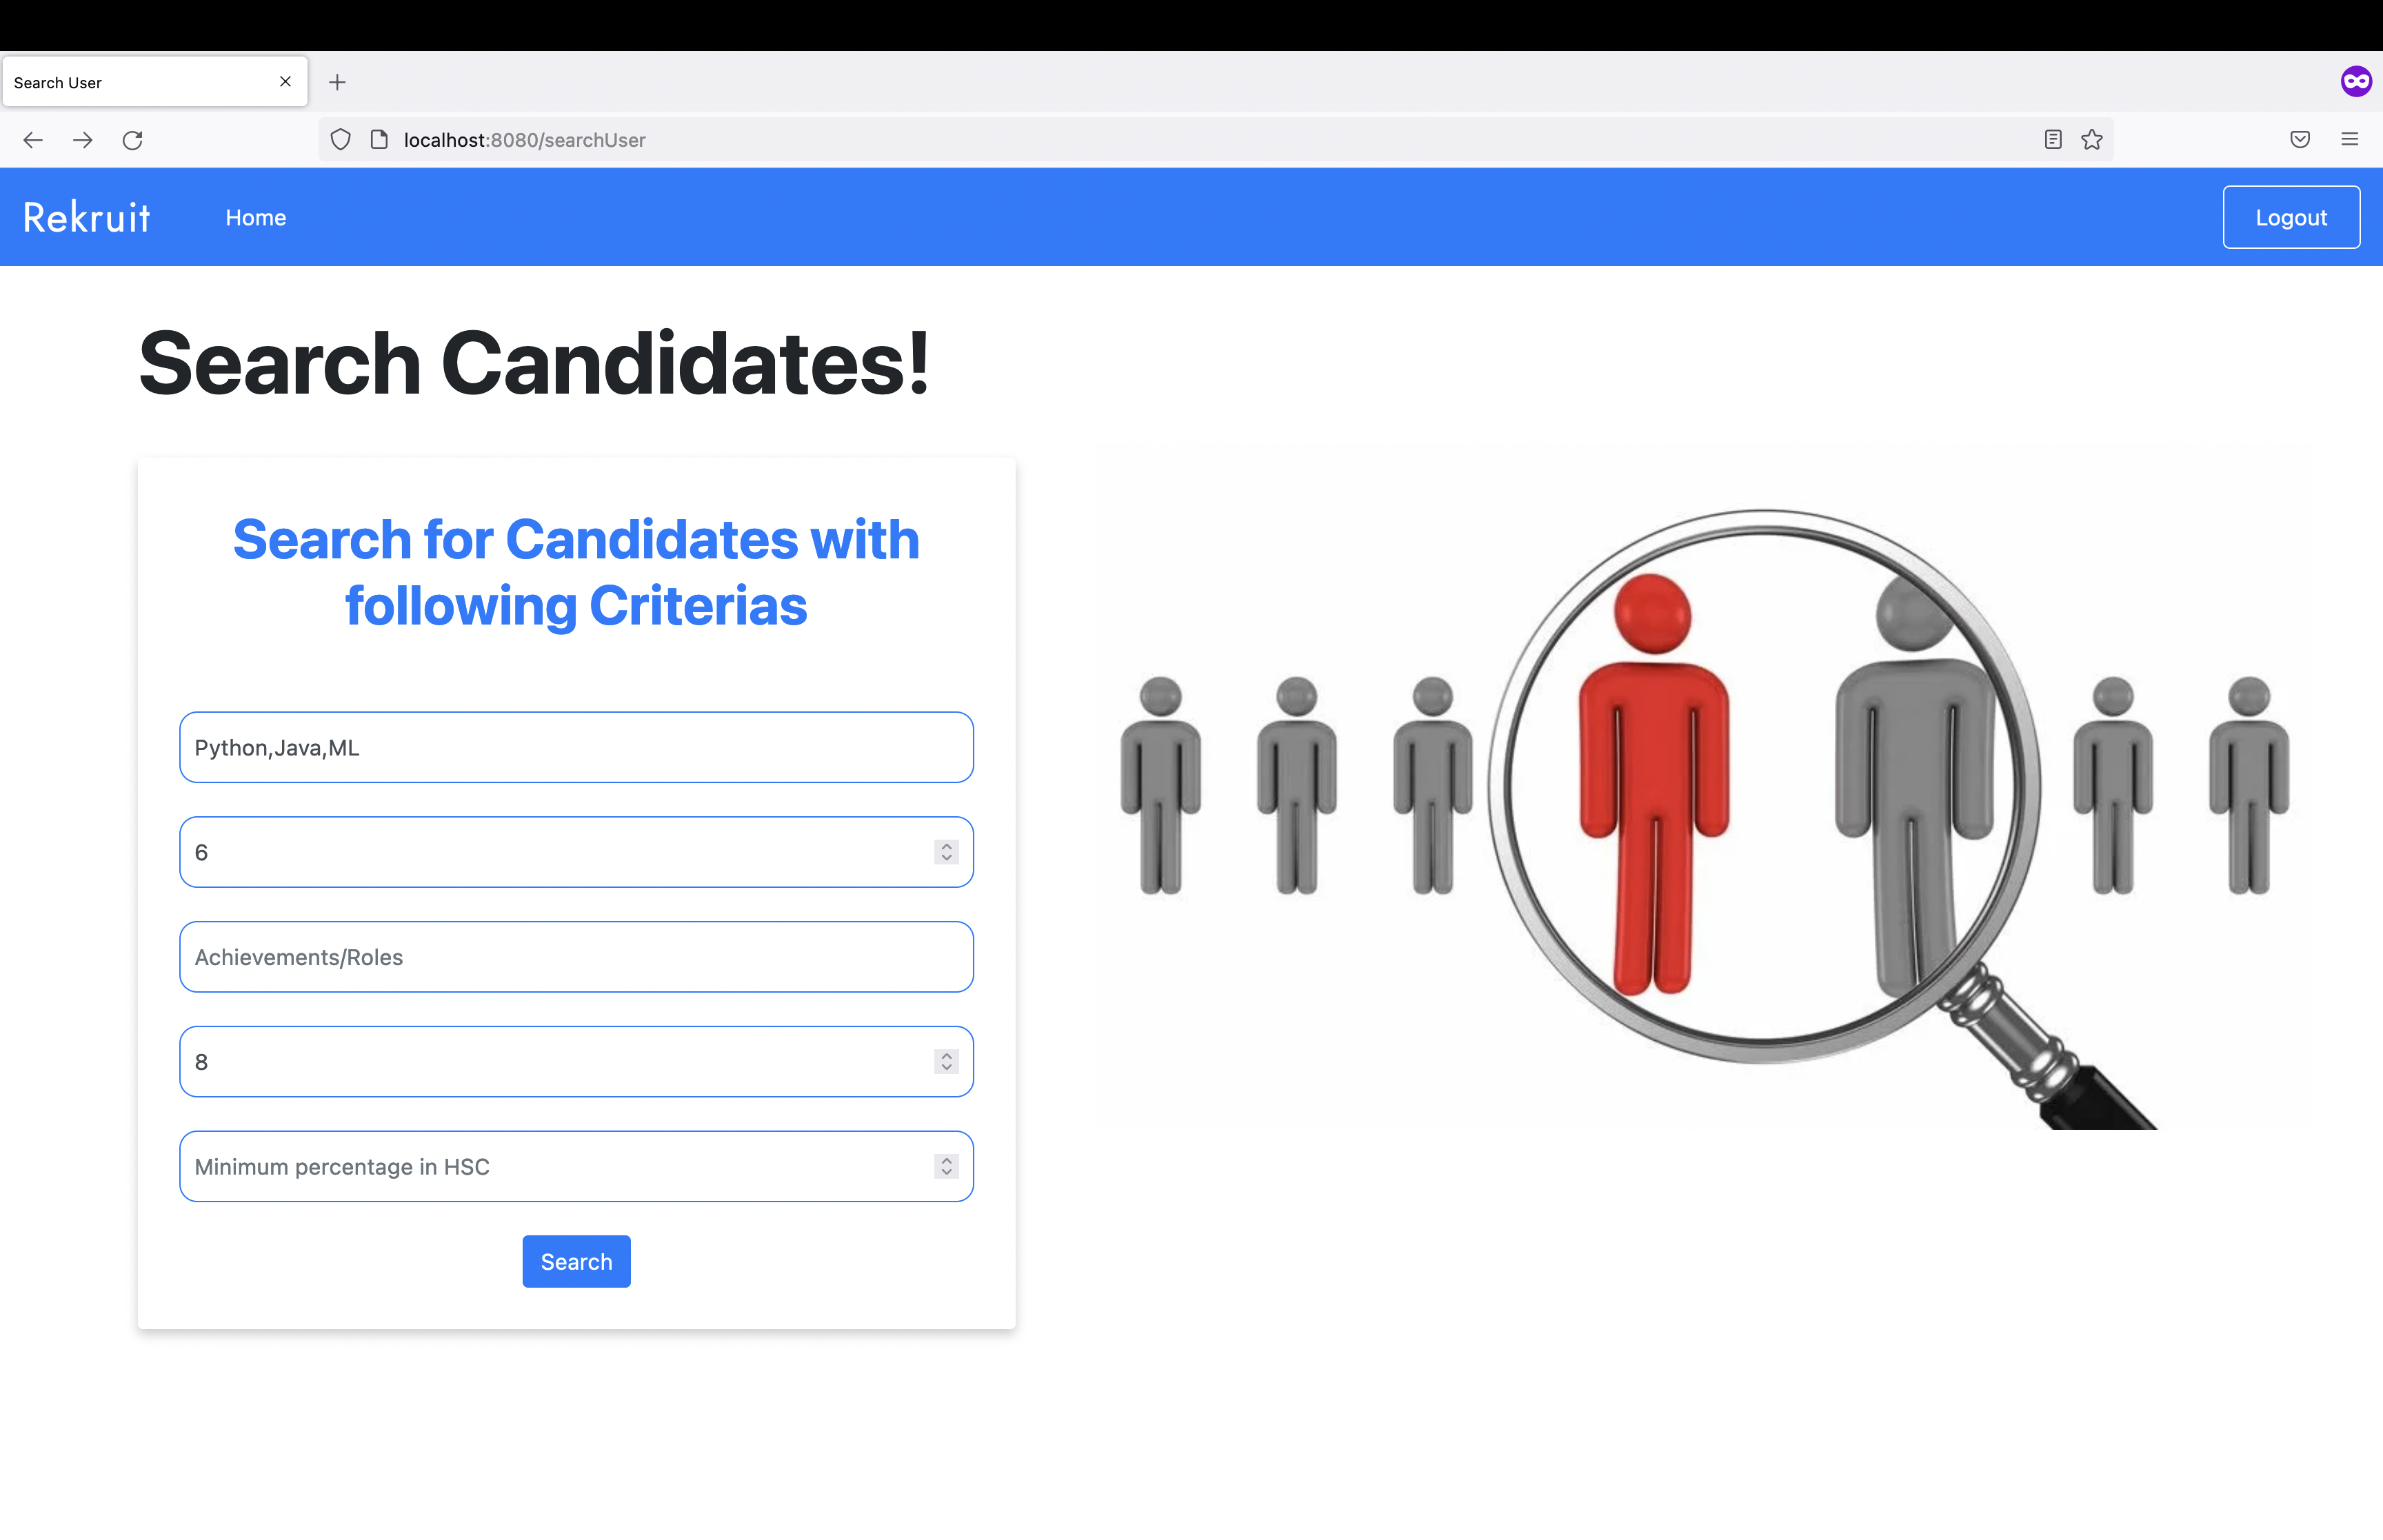 Search User
localhost:8080/searchUser
Rekruit
Home
Logout
Search Candidates!
Search for Candidates with
following Criterias
Python,Java,ML
6
Achievements/Roles
8
Minimum percentage in HSC
Search